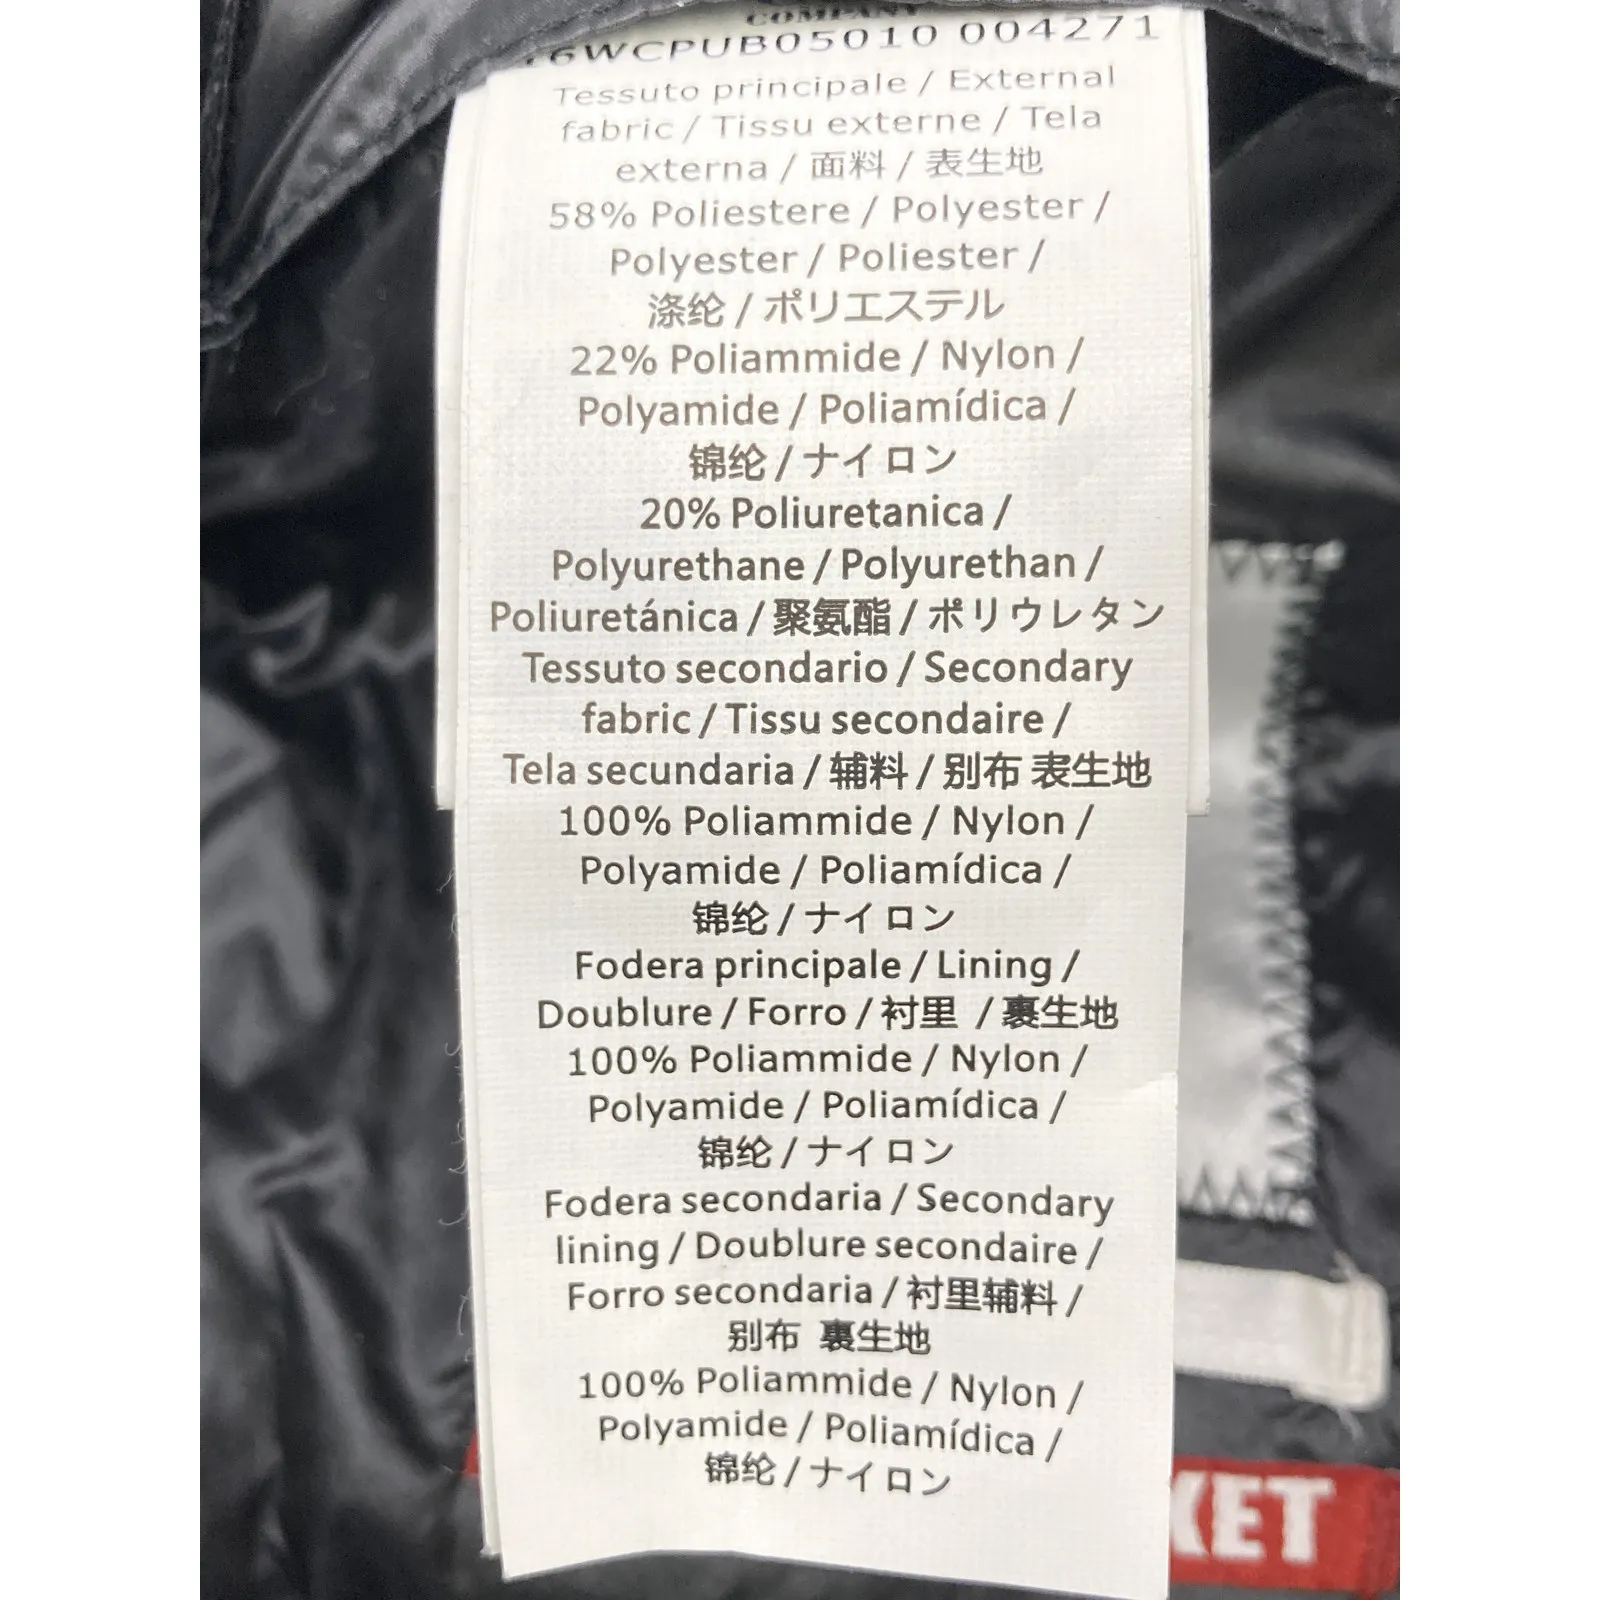 COMPANY
6WCPUB05010 004271
Tessuto principale / External
fabric / Tissu externe / Tela
externa / 面料 / 表生地
58% Poliestere / Polyester /
Polyester / Poliester /
涤纶 / ポリエステル
22% Poliammide / Nylon /
Polyamide / Poliamídica /
锦纶 / ナイロン
20% Poliuretanica /
Polyurethane / Polyurethan /
Poliuretánica / 聚氨酯 / ポリウレタン
Tessuto secondario / Secondary
fabric / Tissu secondaire /
Tela secundaria / 辅料 / 别布 表生地
100% Poliammide / Nylon /
Polyamide / Poliamídica /
锦纶 / ナイロン
Fodera principale / Lining /
Doublure / Forro / 衬里 / 裏生地
100% Poliammide / Nylon /
Polyamide / Poliamídica /
锦纶 / ナイロン
Fodera secondaria / Secondary
lining / Doublure secondaire /
Forro secondaria / 衬里辅料 /
别布 裏生地
100% Poliammide / Nylon /
Polyamide / Poliamídica /
锦纶 / ナイロン
KET